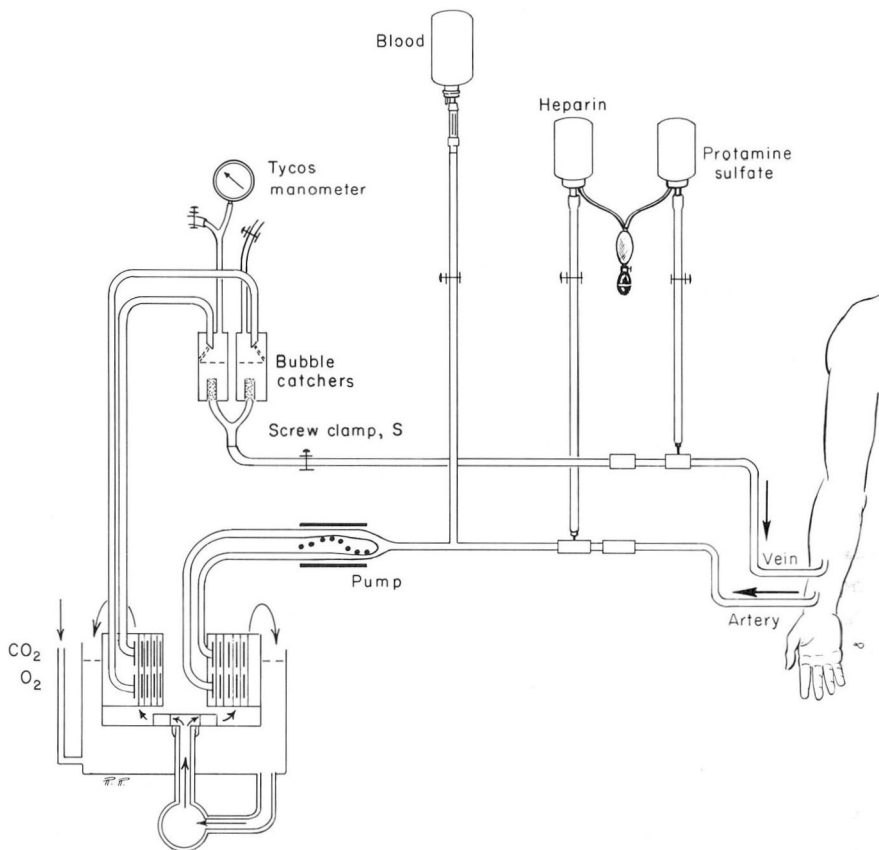 Blood
Heparin
Protamine
sulfate
Tycos
manometer
Bubble
catchers
Screw clamp, S
Pump
Vein
Artery
CO₂
O₂
P.P.